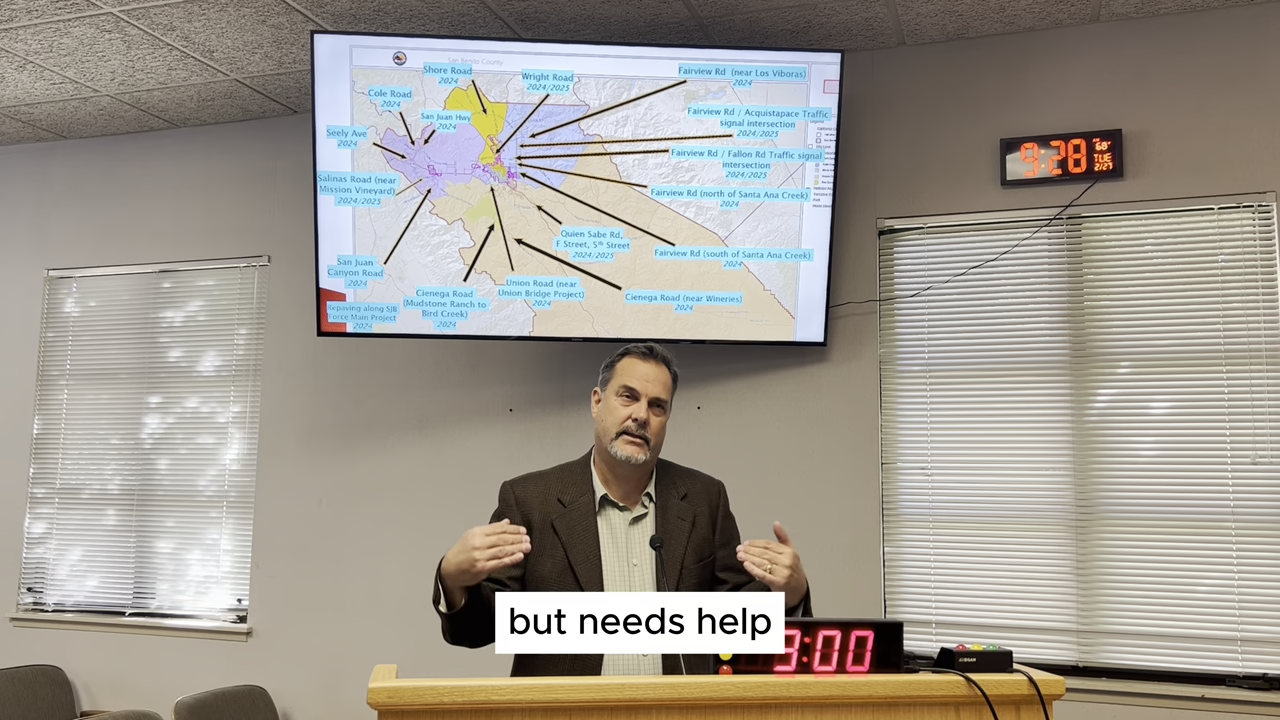 San Benito County
Shore Road
2024
Wright Road
2024/2025
Fairview Rd (near Los Viboras)
2024
Cole Road
2024
San Juan Hwy
2024
Fairview Rd / Acquistapace Traffic
signal intersection
2024/2025
Seely Ave
2024
Fairview Rd / Fallon Rd Traffic signal
intersection
2024/2025
Salinas Road (near
Mission Vineyard)
2024/2025
Fairview Rd (north of Santa Ana Creek)
2024
Quien Sabe Rd,
F Street, 5th Street
2024/2025
Fairview Rd (south of Santa Ana Creek)
2024
San Juan
Canyon Road
2024
Cienega Road
(Mudstone Ranch to
Bird Creek)
2024
Union Road (near
Union Bridge Project)
2024
Cienega Road (near Wineries)
2024
Repaving along SJB
Force Main Project
2024
9:28
AM
68°
TUE
2/27
but needs help
3:00